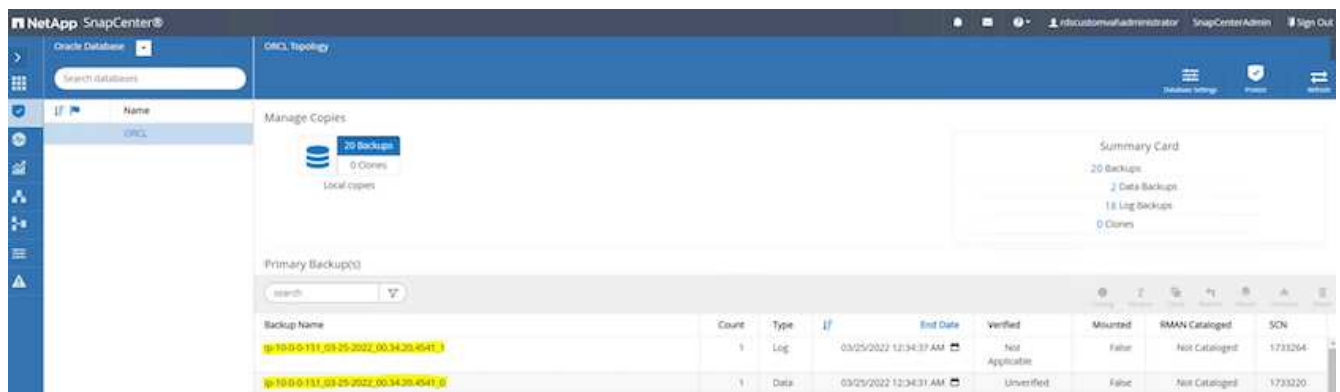 NetApp SnapCenter®
rdscustomval\administrator SnapCenterAdmin Sign Out
Oracle Database
ORCL Topology
Search databases
Database Settings Protect Refresh
Name
ORCL
Manage Copies
20 Backups
0 Clones
Local copies
Summary Card
20 Backups
2 Data Backups
18 Log Backups
0 Clones
Primary Backup(s)
search
Backup Name Count Type End Date Verified Mounted RMAN Cataloged SCN
ip-10-0-0-151_03-25-2022_00.34.20.4541_1 1 Log 03/25/2022 12:34:37 AM Not Applicable False Not Cataloged 1733264
ip-10-0-0-151_03-25-2022_00.34.20.4541_0 1 Data 03/25/2022 12:34:31 AM Unverified False Not Cataloged 1733220